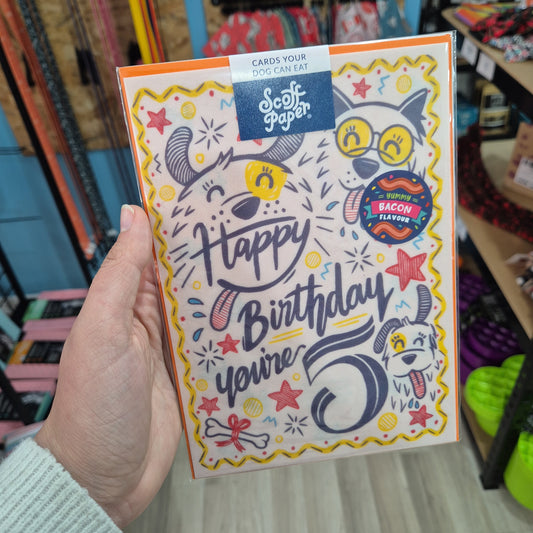 CARDS YOUR
DOG CAN EAT
Scoff
Paper®
YUMMY
BACON
FLAVOUR
Happy
Birthday
you're 5